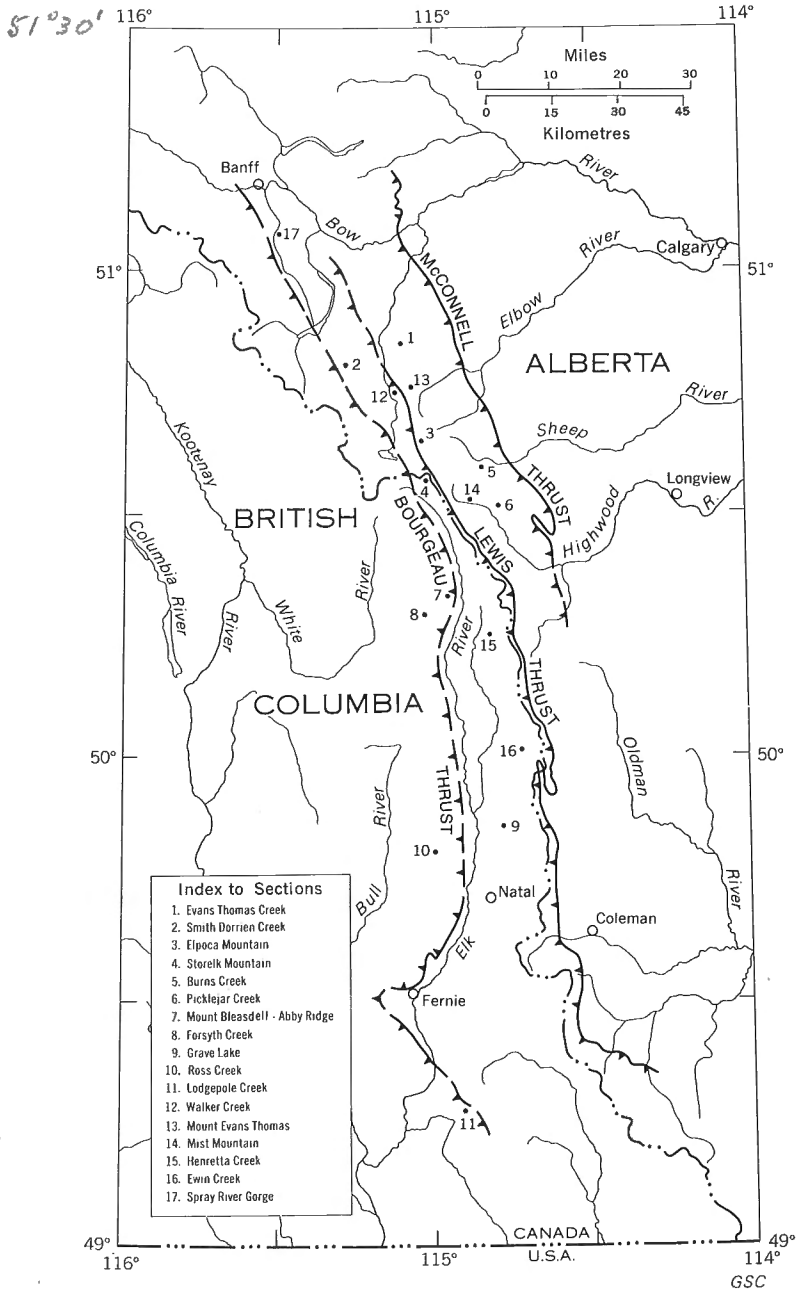 51°30'
116°
115°
114°
Miles
0 10 20 30
0 15 30 45
Kilometres
Banff
River
Bow
17
River
Calgary
51°
51°
McCONNELL
Elbow
1
ALBERTA
2
13
12
River
Kootenay
Sheep
3
5
THRUST
Longview
4
14
6
R.
BRITISH
BOURGEAU
LEWIS
Highwood
Columbia
River
River
White
River
7
8
River
15
COLUMBIA
THRUST
16
Oldman
50°
50°
THRUST
River
9
10
River
Bull
Natal
Coleman
Elk
Fernie
11
Index to Sections
1. Evans Thomas Creek
2. Smith Dorrien Creek
3. Elpoca Mountain
4. Storelk Mountain
5. Burns Creek
6. Picklejar Creek
7. Mount Bleasdell - Abby Ridge
8. Forsyth Creek
9. Grave Lake
10. Ross Creek
11. Lodgepole Creek
12. Walker Creek
13. Mount Evans Thomas
14. Mist Mountain
15. Henretta Creek
16. Ewin Creek
17. Spray River Gorge
CANADA
U.S.A.
49°
49°
116°
115°
114°
GSC